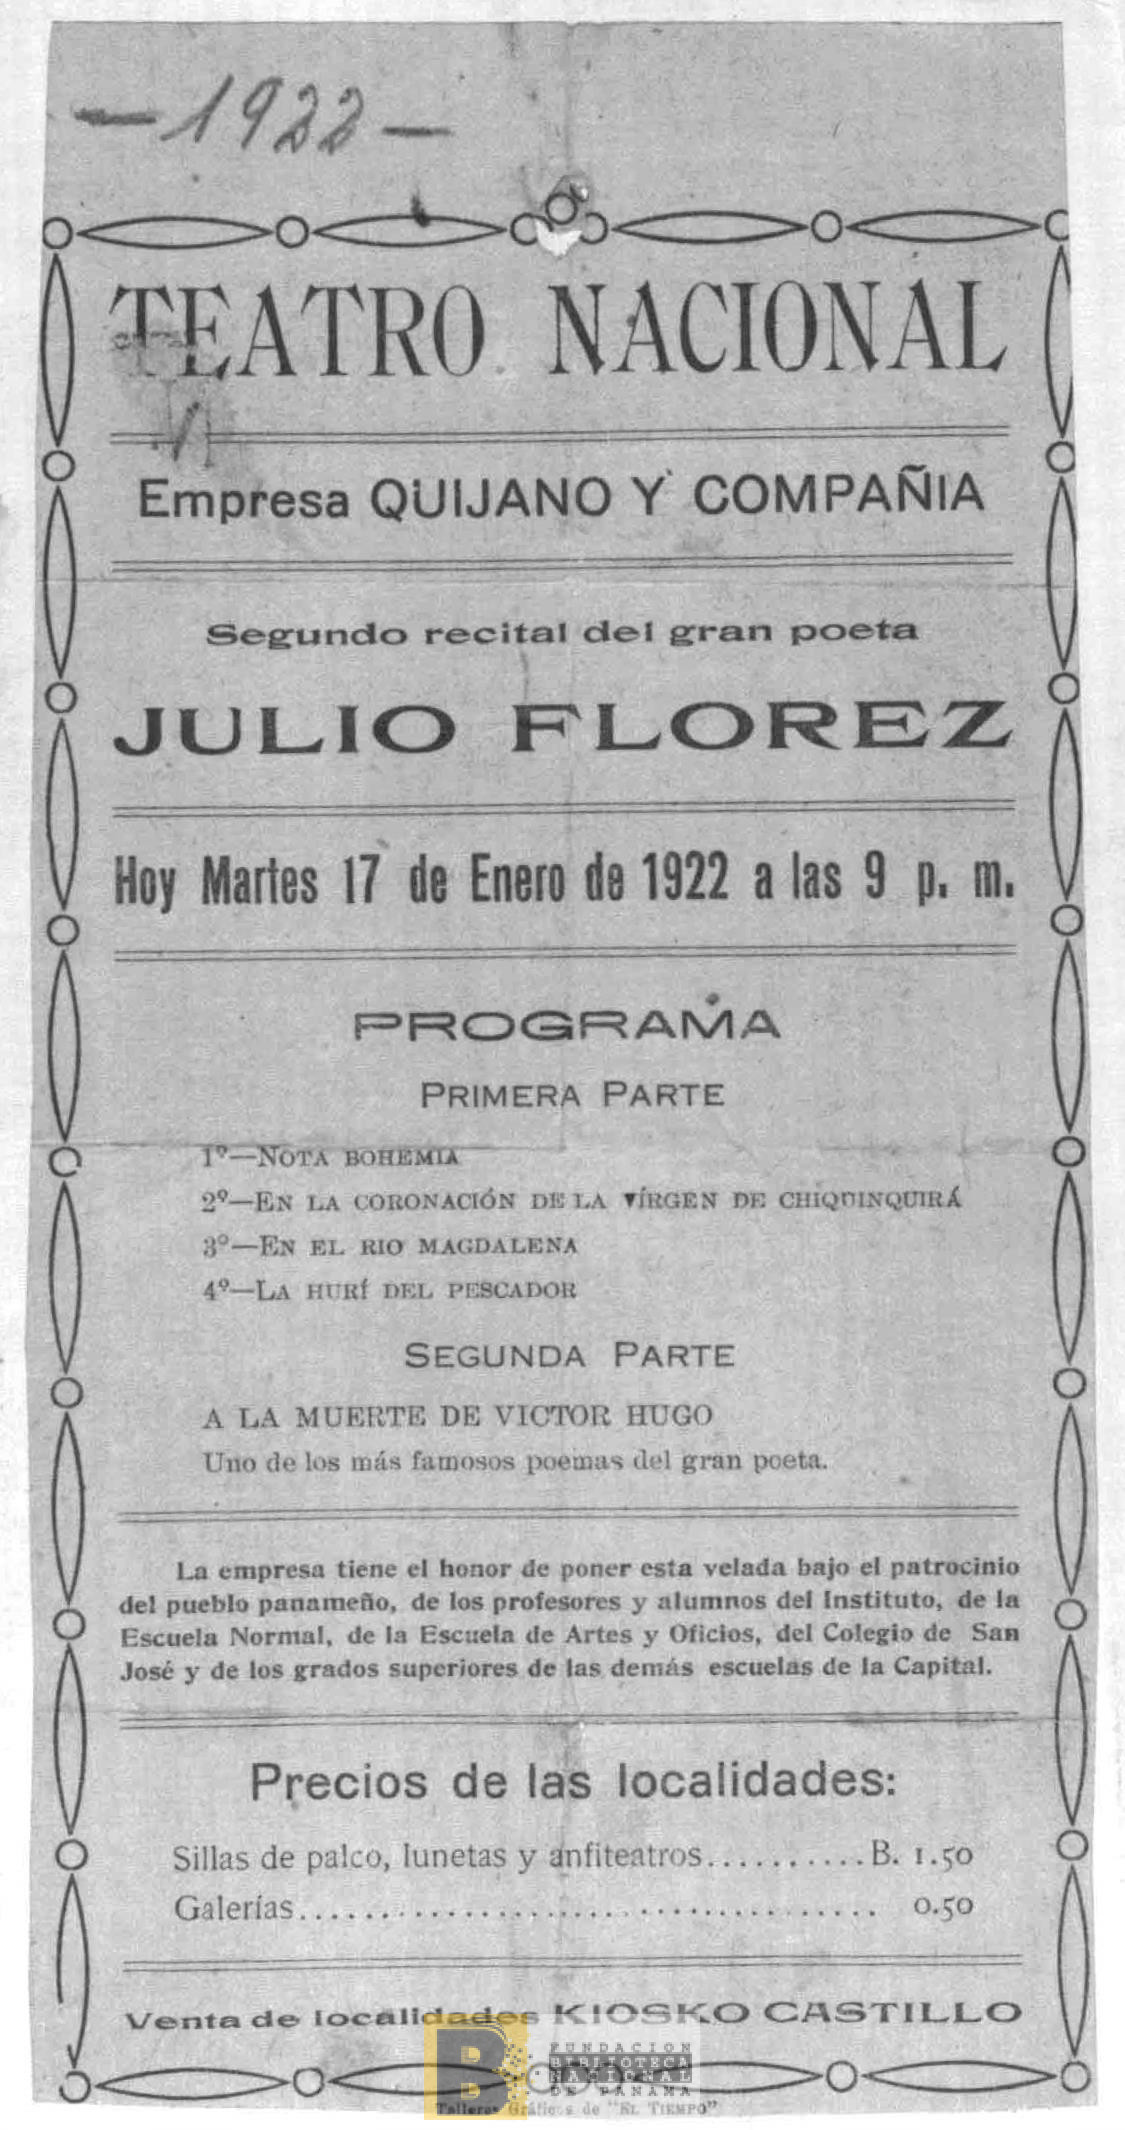 — 1922 —
TEATRO NACIONAL
Empresa QUIJANO Y COMPAÑIA
Segundo recital del gran poeta
JULIO FLOREZ
Hoy Martes 17 de Enero de 1922 a las 9 p. m.
PROGRAMA
PRIMERA PARTE
1º—NOTA BOHEMIA
2º—EN LA CORONACIÓN DE LA VÍRGEN DE CHIQUINQUIRÁ
3º—EN EL RIO MAGDALENA
4º—LA HURÍ DEL PESCADOR
SEGUNDA PARTE
A LA MUERTE DE VICTOR HUGO
Uno de los más famosos poemas del gran poeta.
La empresa tiene el honor de poner esta velada bajo el patrocinio
del pueblo panameño, de los profesores y alumnos del Instituto, de la
Escuela Normal, de la Escuela de Artes y Oficios, del Colegio de San
José y de los grados superiores de las demás escuelas de la Capital.
Precios de las localidades:
Sillas de palco, lunetas y anfiteatros...........B. 1.50
Galerías.................................... 0.50
Venta de localidades KIOSKO CASTILLO
B
FUNDACION
BIBLIOTECA
NACIONAL
DE PANAMA
Talleres Gráficos de "EL TIEMPO"